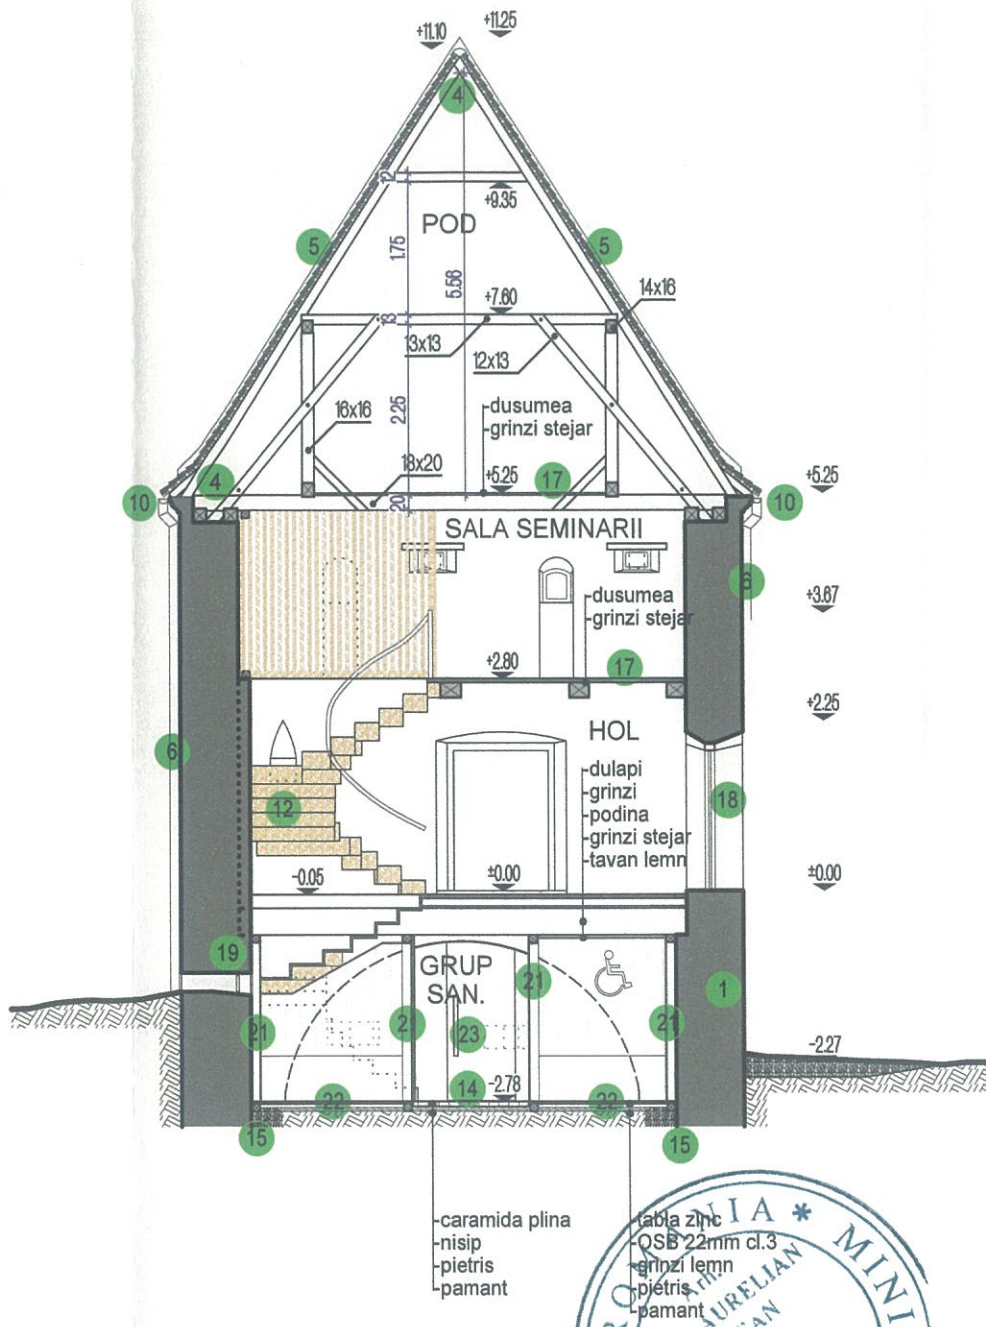 +11.10
+11.25
4
12
+9.35
POD
5
5
1.75
5.56
14x16
+7.60
13
13x13
12x13
16x16
2.25
dusumea
grinzi stejar
18x20
4
+5.25
17
+5.25
10
20
10
SALA SEMINARII
6
+3.67
dusumea
grinzi stejar
+2.80
17
+2.25
HOL
6
dulapi
grinzi
podina
grinzi stejar
tavan lemn
18
12
-0.05
±0.00
±0.00
19
GRUP
SAN.
21
1
21
21
23
21
-2.27
-2.78
14
22
22
15
15
caramida plina
nisip
pietris
pamant
tabla zinc
OSB 22mm cl.3
grinzi lemn
pietris
pamant
ROMINIA * MINI
Arh.
AURELIAN